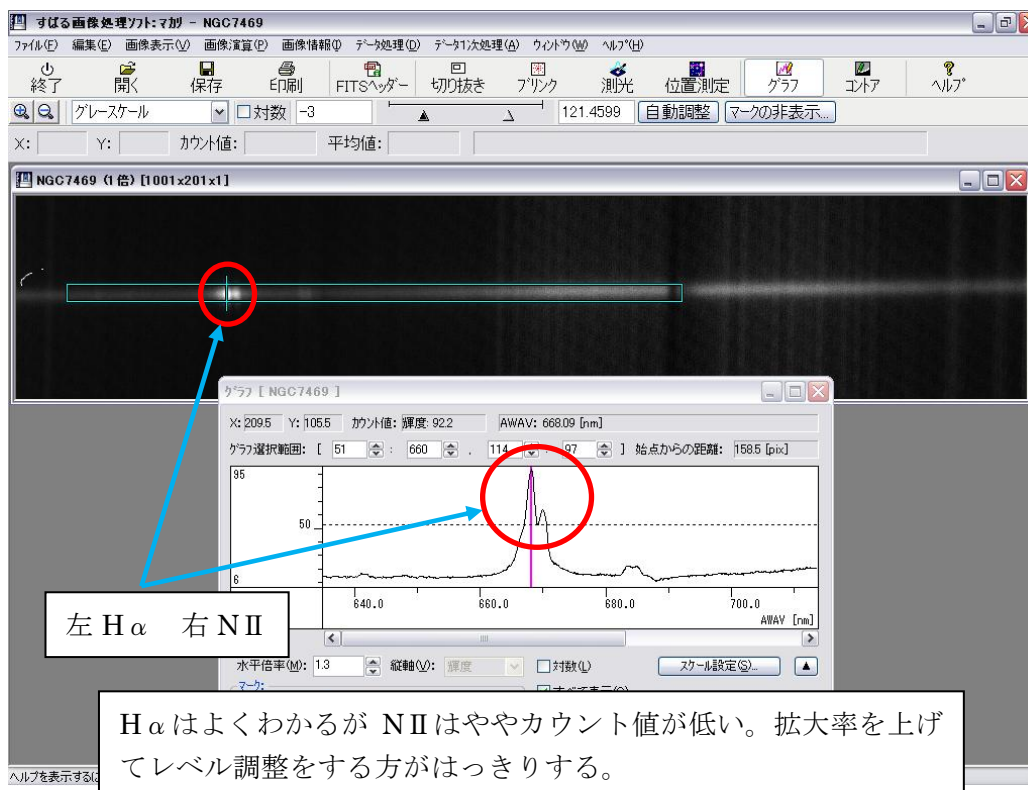 すばる画像処理ソフト:マカリ - NGC7469
ファイル(F) 編集(E) 画像表示(V) 画像演算(P) 画像情報(I) データ処理(D) データ1次処理(A) ウィンドウ(W) ヘルプ(H)
終了 開く 保存 印刷 FITSヘッダー 切り抜き ブリンク 測光 位置測定 グラフ コントア ヘルプ
グレースケール 対数 -3 121.4599 自動調整 マークの非表示...
X: Y: カウント値: 平均値:
NGC7469 (1倍) [1001x201x1]
グラフ [ NGC7469 ]
X: 209.5 Y: 105.5 カウント値: 輝度: 92.2 AWAV: 668.09 [nm]
グラフ選択範囲: [ 51 : 660 , 114 : 97 ] 始点からの距離: 158.5 [pix]
95
50
6
640.0 660.0 680.0 700.0
AWAV [nm]
左Hα 右NⅡ
水平倍率(M): 1.3 縦軸(V): 輝度 対数(L) スケール設定(S)...
マーク:
すべて表示(O)
Hαはよくわかるが NⅡはややカウント値が低い。拡大率を上げ
てレベル調整をする方がはっきりする。
ヘルプを表示する